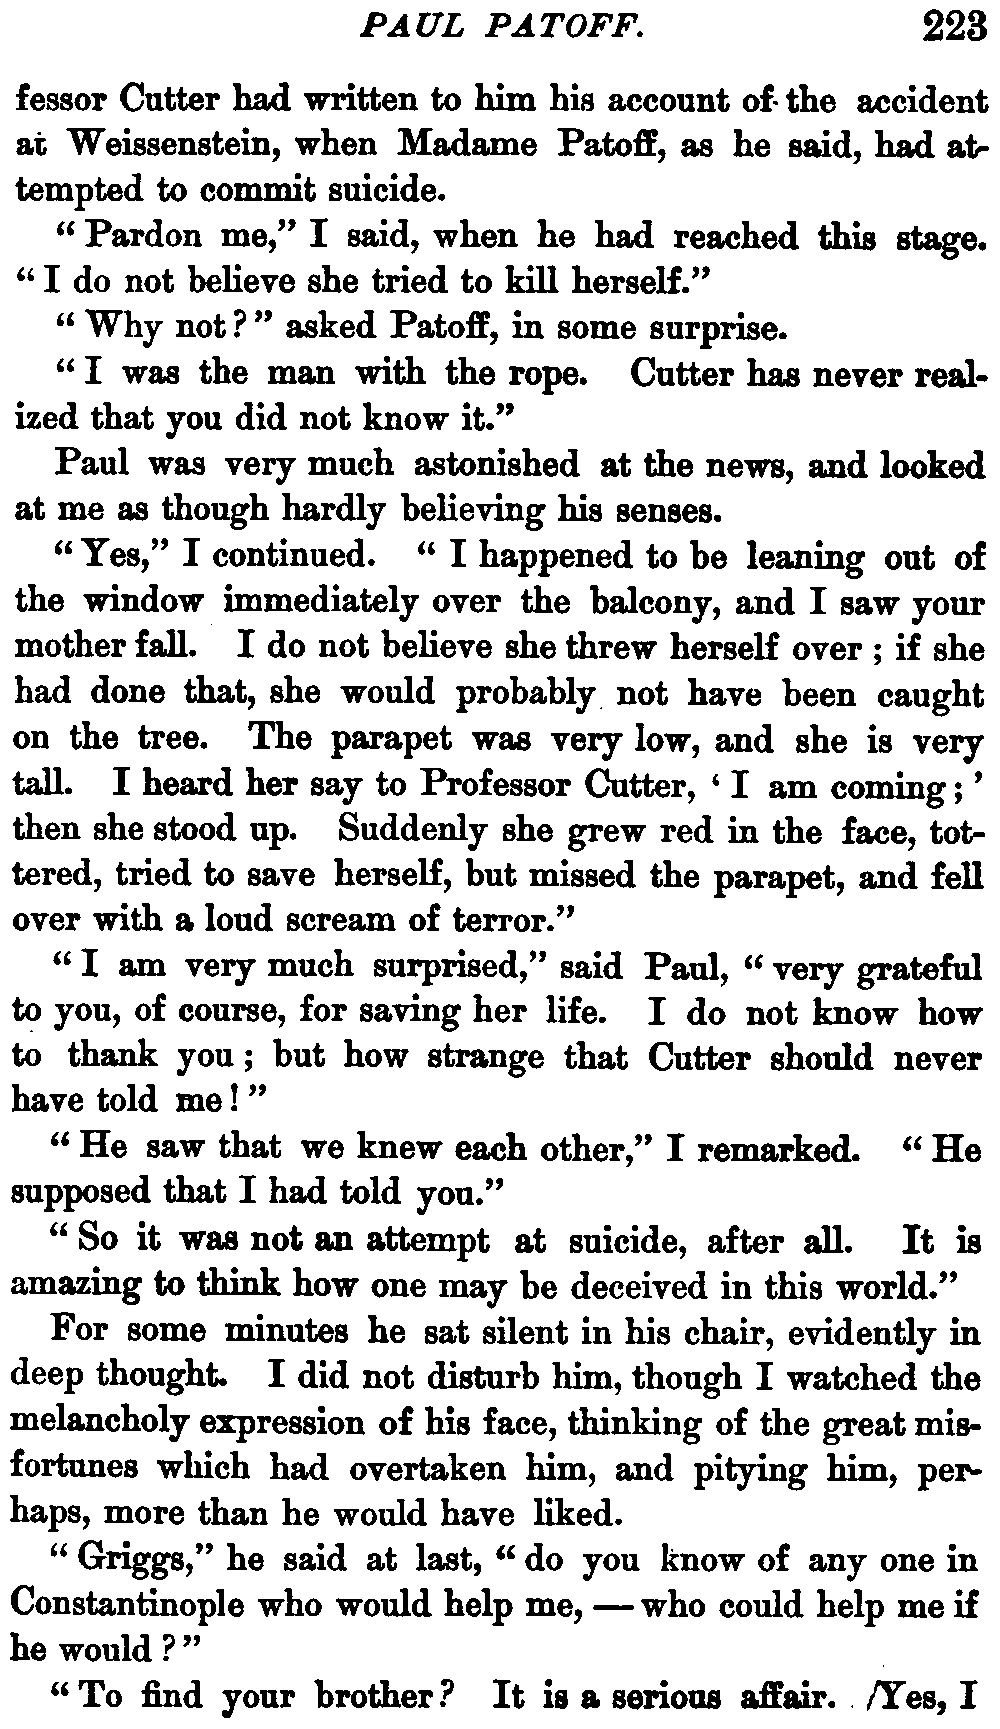 PAUL PATOFF. 223
fessor Cutter had written to him his account of the accident
at Weissenstein, when Madame Patoff, as he said, had at-
tempted to commit suicide.
“Pardon me,” I said, when he had reached this stage.
“I do not believe she tried to kill herself.”
“Why not?” asked Patoff, in some surprise.
“I was the man with the rope. Cutter has never real-
ized that you did not know it.”
Paul was very much astonished at the news, and looked
at me as though hardly believing his senses.
“Yes,” I continued. “I happened to be leaning out of
the window immediately over the balcony, and I saw your
mother fall. I do not believe she threw herself over; if she
had done that, she would probably not have been caught
on the tree. The parapet was very low, and she is very
tall. I heard her say to Professor Cutter, ‘I am coming;’
then she stood up. Suddenly she grew red in the face, tot-
tered, tried to save herself, but missed the parapet, and fell
over with a loud scream of terror.”
“I am very much surprised,” said Paul, “very grateful
to you, of course, for saving her life. I do not know how
to thank you; but how strange that Cutter should never
have told me!”
“He saw that we knew each other,” I remarked. “He
supposed that I had told you.”
“So it was not an attempt at suicide, after all. It is
amazing to think how one may be deceived in this world.”
For some minutes he sat silent in his chair, evidently in
deep thought. I did not disturb him, though I watched the
melancholy expression of his face, thinking of the great mis-
fortunes which had overtaken him, and pitying him, per-
haps, more than he would have liked.
“Griggs,” he said at last, “do you know of any one in
Constantinople who would help me, — who could help me if
he would?”
“To find your brother? It is a serious affair. Yes, I